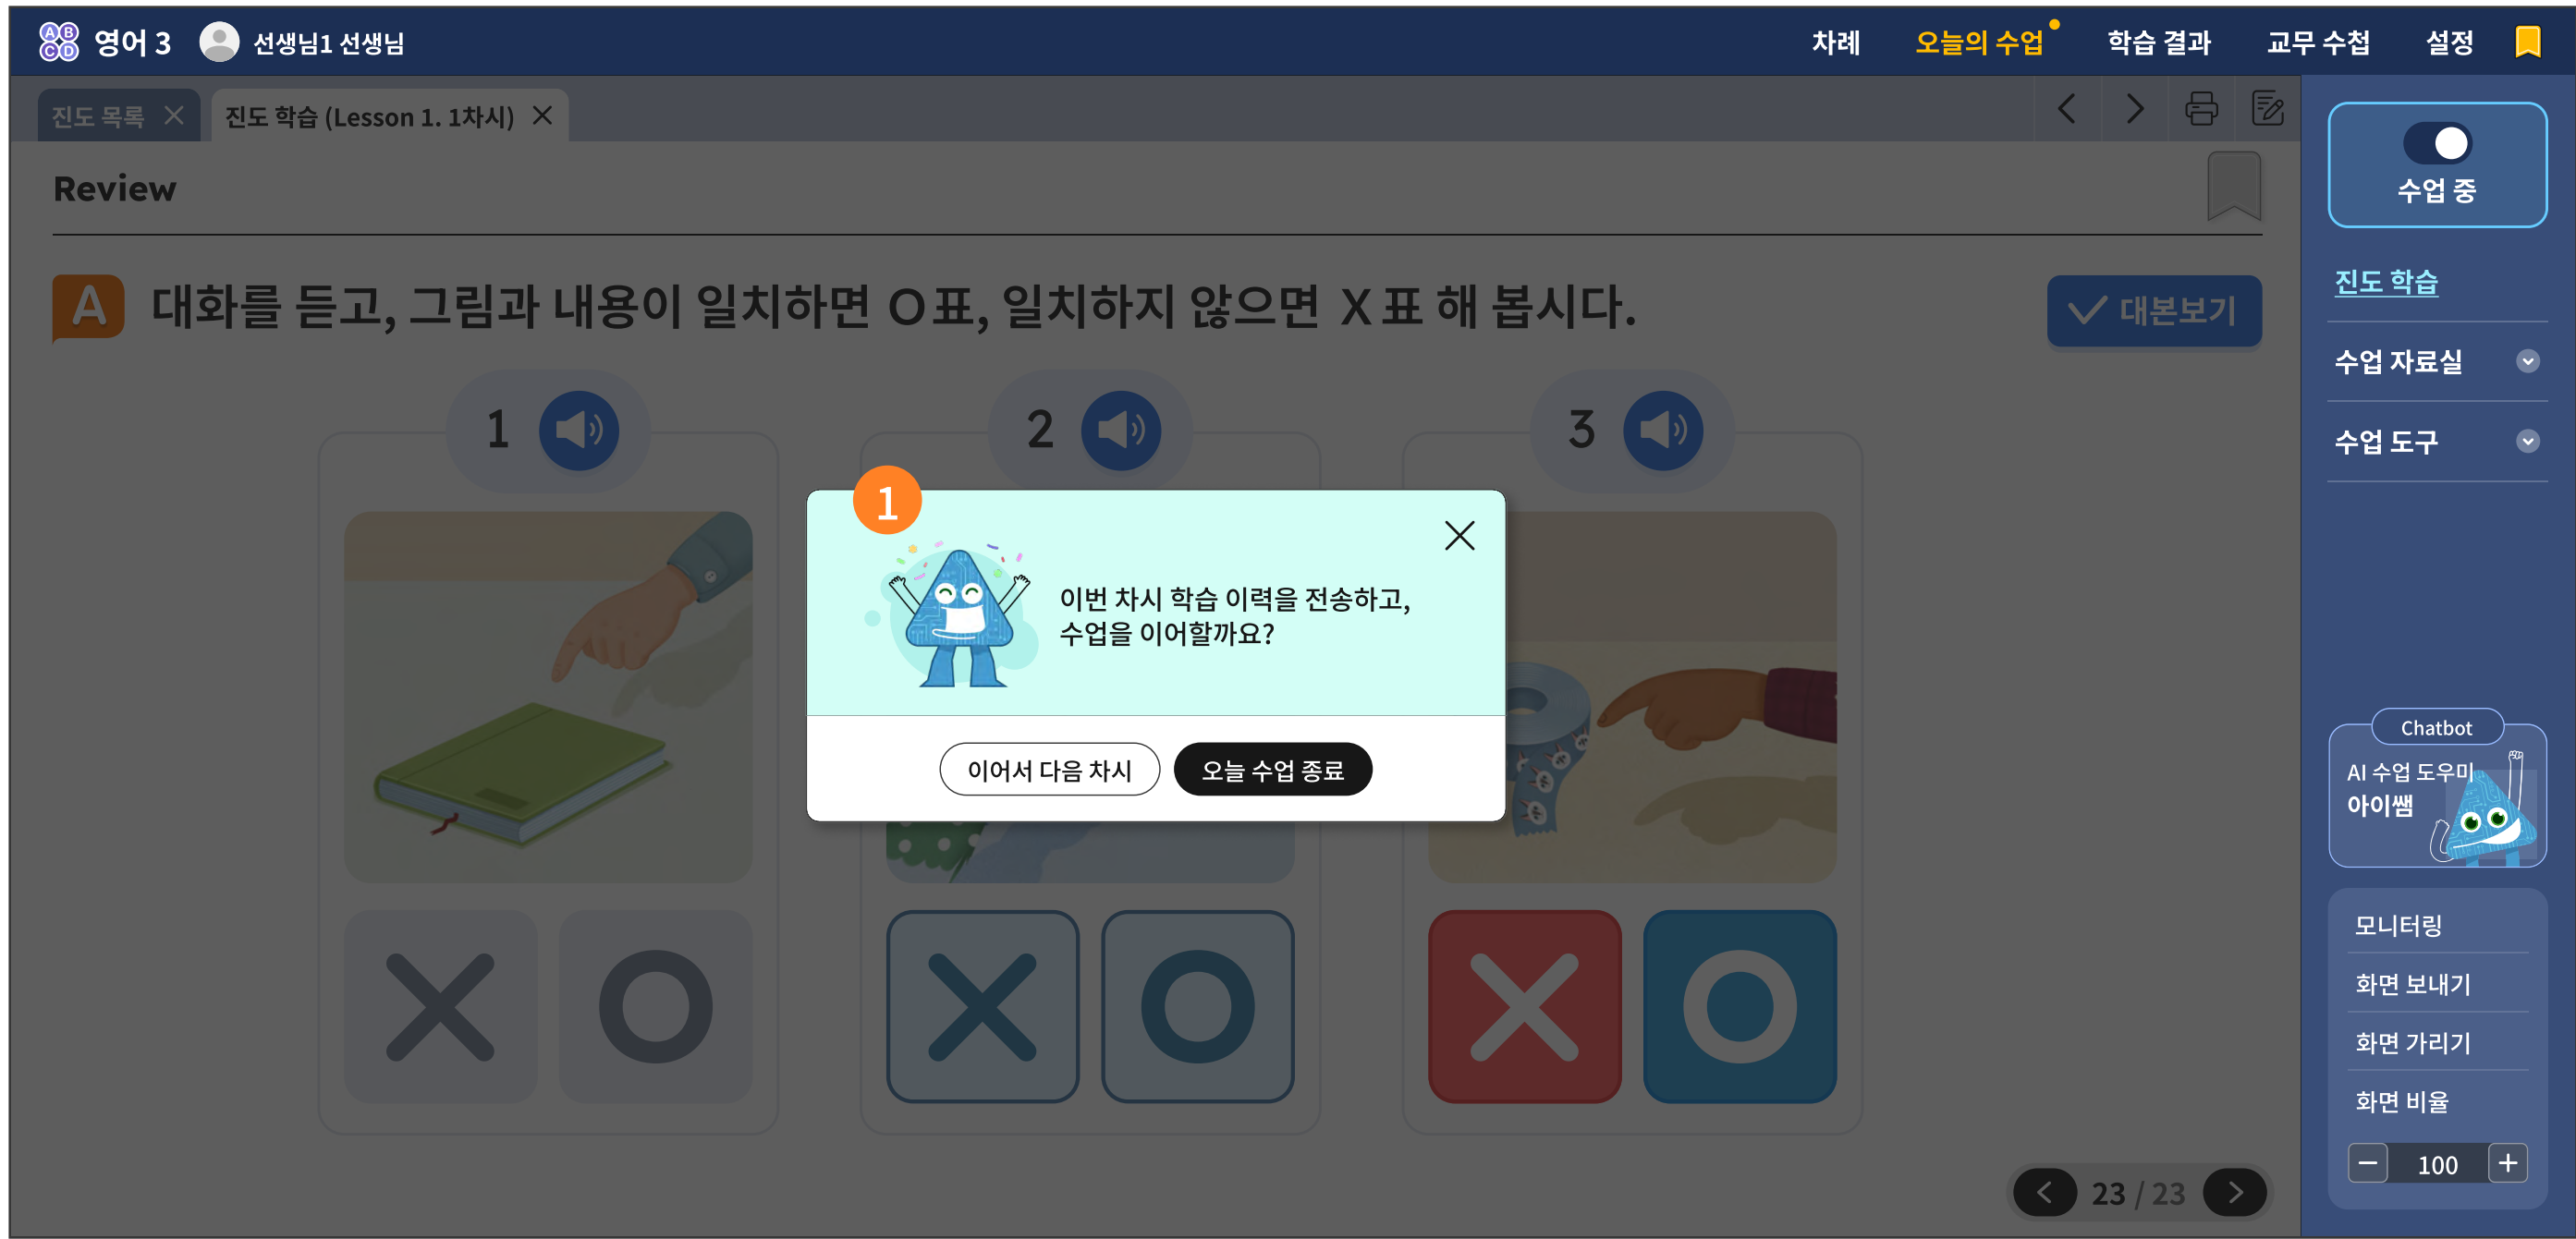 A B C D 영어 3 선생님1 선생님 차례 오늘의 수업 학습 결과 교무 수첩 설정
진도 목록 진도 학습 (Lesson 1. 1차시)
수업 중
Review
A 대화를 듣고, 그림과 내용이 일치하면 O표, 일치하지 않으면 X표 해 봅시다. 대본보기
진도 학습
수업 자료실
수업 도구
1 2 3
1
이번 차시 학습 이력을 전송하고,
수업을 이어할까요?
이어서 다음 차시 오늘 수업 종료
Chatbot
AI 수업 도우미
아이쌤
모니터링
화면 보내기
화면 가리기
화면 비율
100
23 / 23